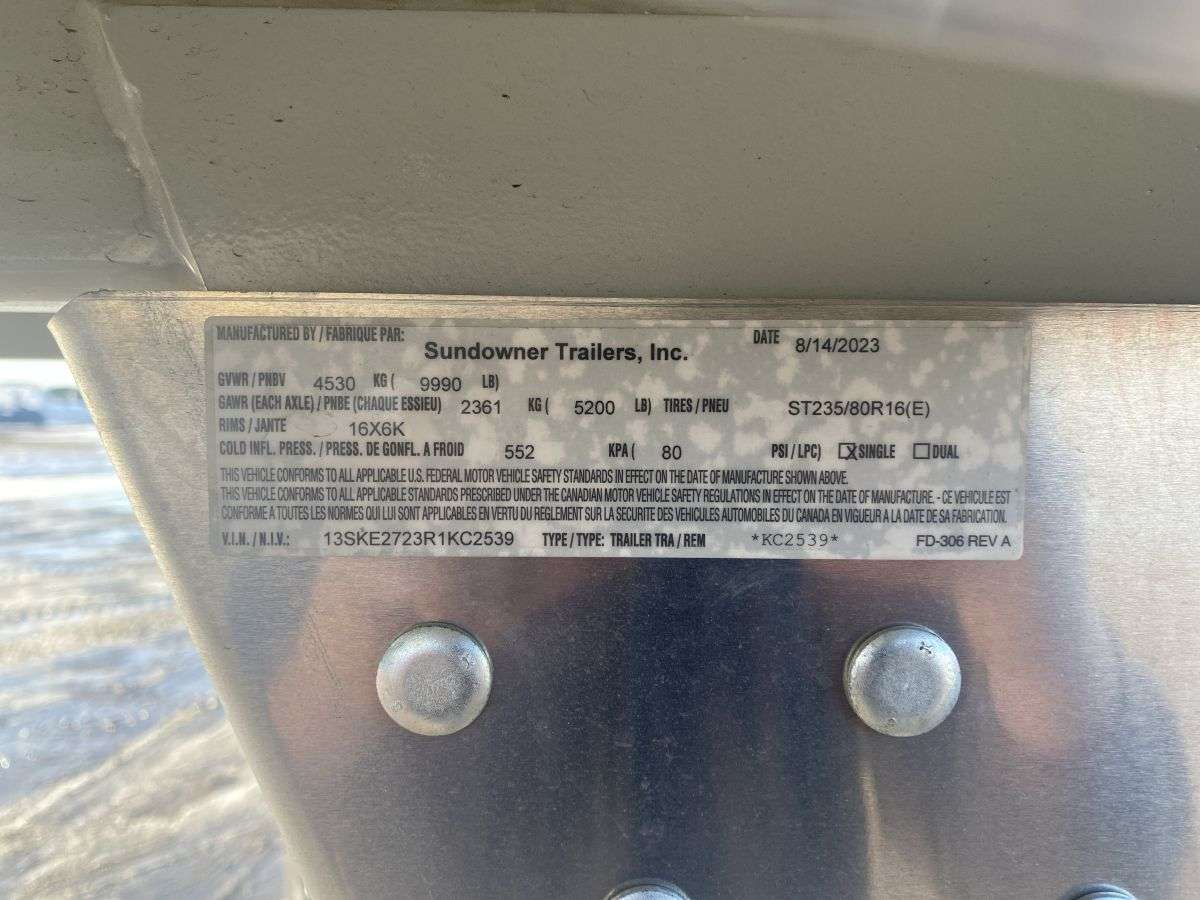 MANUFACTURED BY / FABRIQUE PAR: Sundowner Trailers, Inc. DATE 8/14/2023
GVWR / PNBV 4530 KG ( 9990 LB)
GAWR (EACH AXLE) / PNBE (CHAQUE ESSIEU) 2361 KG ( 5200 LB) TIRES / PNEU ST235/80R16(E)
RIMS / JANTE 16X6K
COLD INFL. PRESS. / PRESS. DE GONFL. A FROID 552 KPA ( 80 PSI / LPC) X SINGLE DUAL
THIS VEHICLE CONFORMS TO ALL APPLICABLE U.S. FEDERAL MOTOR VEHICLE SAFETY STANDARDS IN EFFECT ON THE DATE OF MANUFACTURE SHOWN ABOVE.
THIS VEHICLE CONFORMS TO ALL APPLICABLE STANDARDS PRESCRIBED UNDER THE CANADIAN MOTOR VEHICLE SAFETY REGULATIONS IN EFFECT ON THE DATE OF MANUFACTURE. - CE VEHICULE EST
CONFORME A TOUTES LES NORMES QUI LUI SONT APPLICABLES EN VERTU DU REGLEMENT SUR LA SECURITE DES VEHICULES AUTOMOBILES DU CANADA EN VIGUEUR A LA DATE DE SA FABRICATION.
V.I.N. / N.I.V.: 13SKE2723R1KC2539 TYPE / TYPE: TRAILER TRA / REM *KC2539* FD-306 REV A